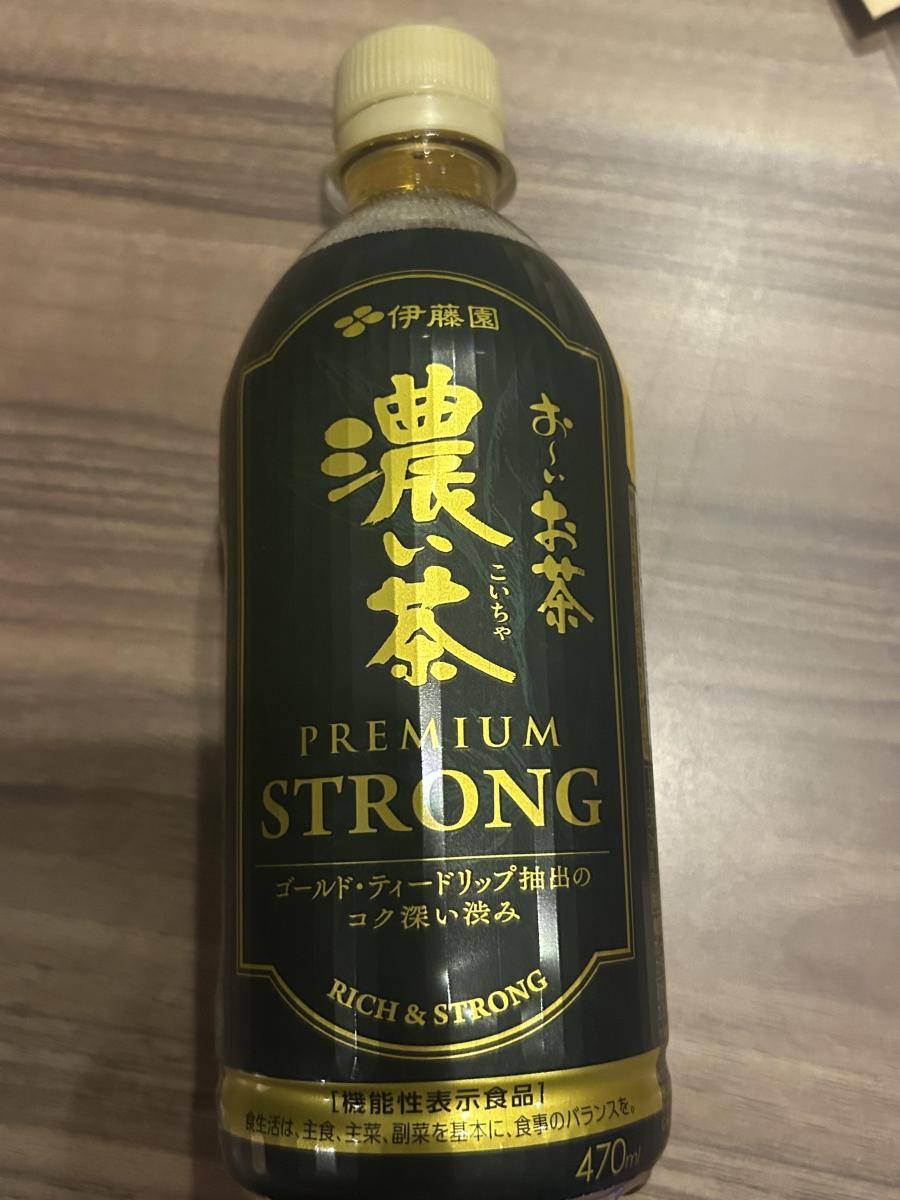 伊藤園
お～いお茶
濃い茶
こいちゃ
PREMIUM
STRONG
ゴールド・ティードリップ抽出の
コク深い渋み
RICH & STRONG
[機能性表示食品]
食生活は、主食、主菜、副菜を基本に、食事のバランスを。
470ml